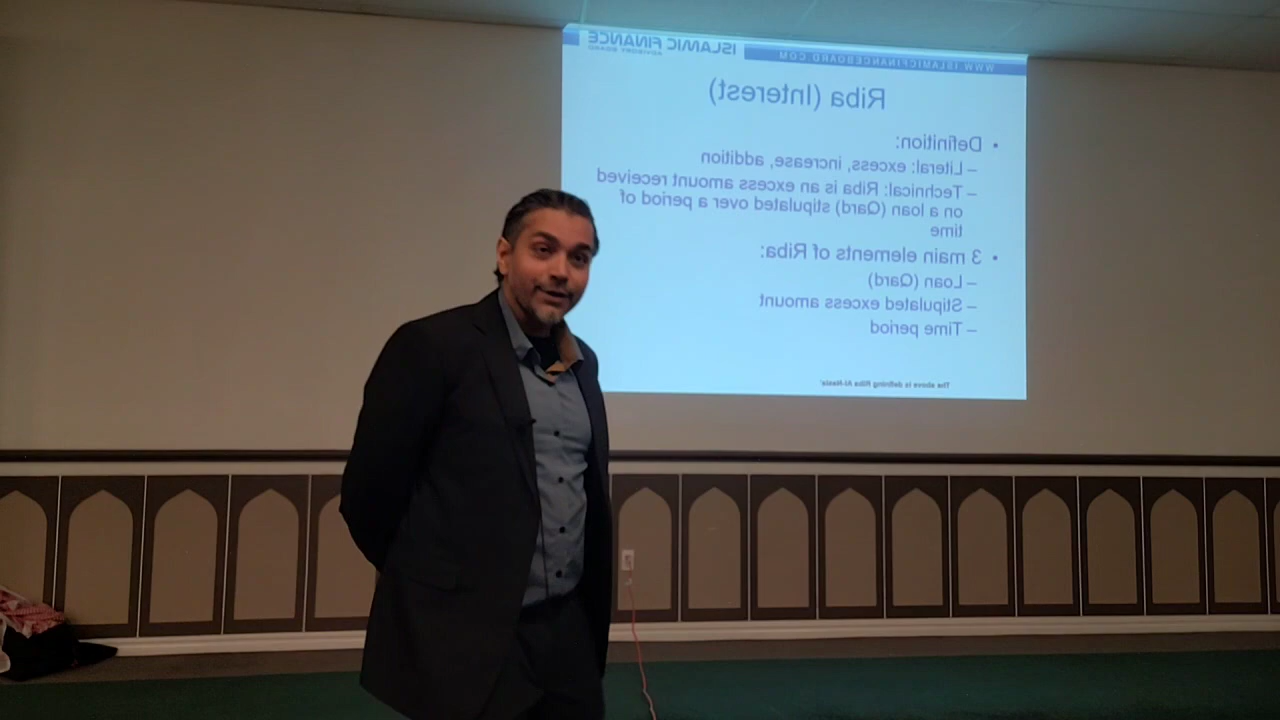 ISLAMIC FINANCE
ADVISORY BOARD
WWW.ISLAMICFINANCEBOARD.COM
Riba (Interest)
• Definition:
– Literal: excess, increase, addition
– Technical: Riba is an excess amount received
on a loan (Qard) stipulated over a period of
time
• 3 main elements of Riba:
– Loan (Qard)
– Stipulated excess amount
– Time period
The above is defining Riba Al-Nasia'